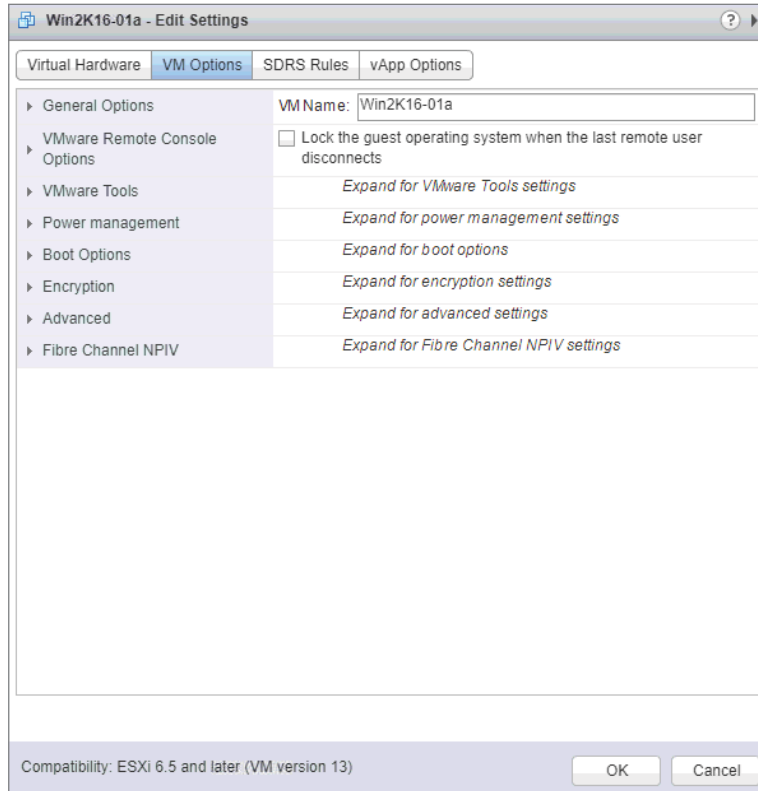 Win2K16-01a - Edit Settings
?
Virtual Hardware VM Options SDRS Rules vApp Options
General Options VM Name: Win2K16-01a
VMware Remote Console Options Lock the guest operating system when the last remote user disconnects
VMware Tools Expand for VMware Tools settings
Power management Expand for power management settings
Boot Options Expand for boot options
Encryption Expand for encryption settings
Advanced Expand for advanced settings
Fibre Channel NPIV Expand for Fibre Channel NPIV settings
Compatibility: ESXi 6.5 and later (VM version 13) OK Cancel